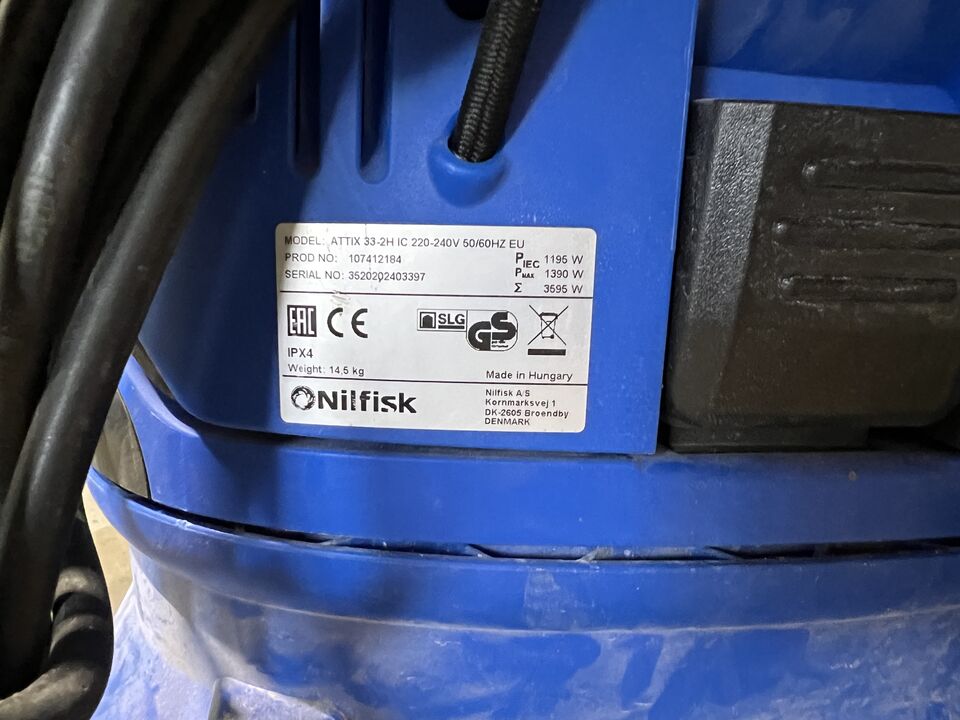 MODEL: ATTIX 33-2H IC 220-240V 50/60HZ EU
PROD NO: 107412184
SERIAL NO: 3520202403397
PIEC 1195 W
PMAX 1390 W
Σ 3595 W
EAC CE
SLG GS
IPX4
Weight: 14,5 kg
Made in Hungary
Nilfisk
Nilfisk A/S
Kornmarksvej 1
DK-2605 Broendby
DENMARK